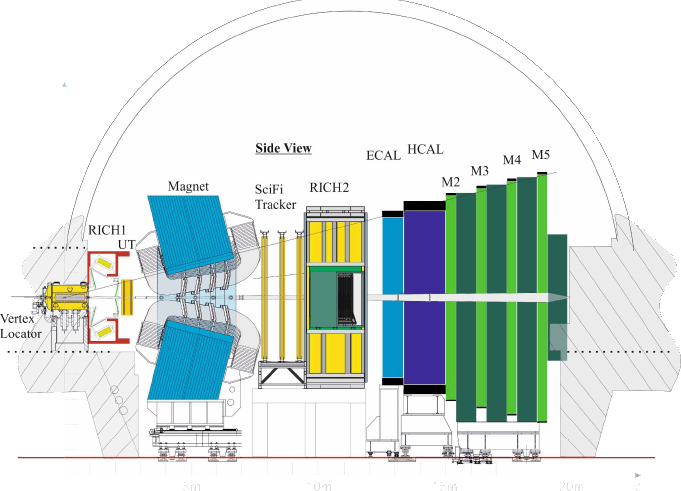 Side View
ECAL
HCAL
M2
M3
M4
M5
Magnet
SciFi
Tracker
RICH2
RICH1
UT
Vertex
Locator
5m
10m
15m
20m
z